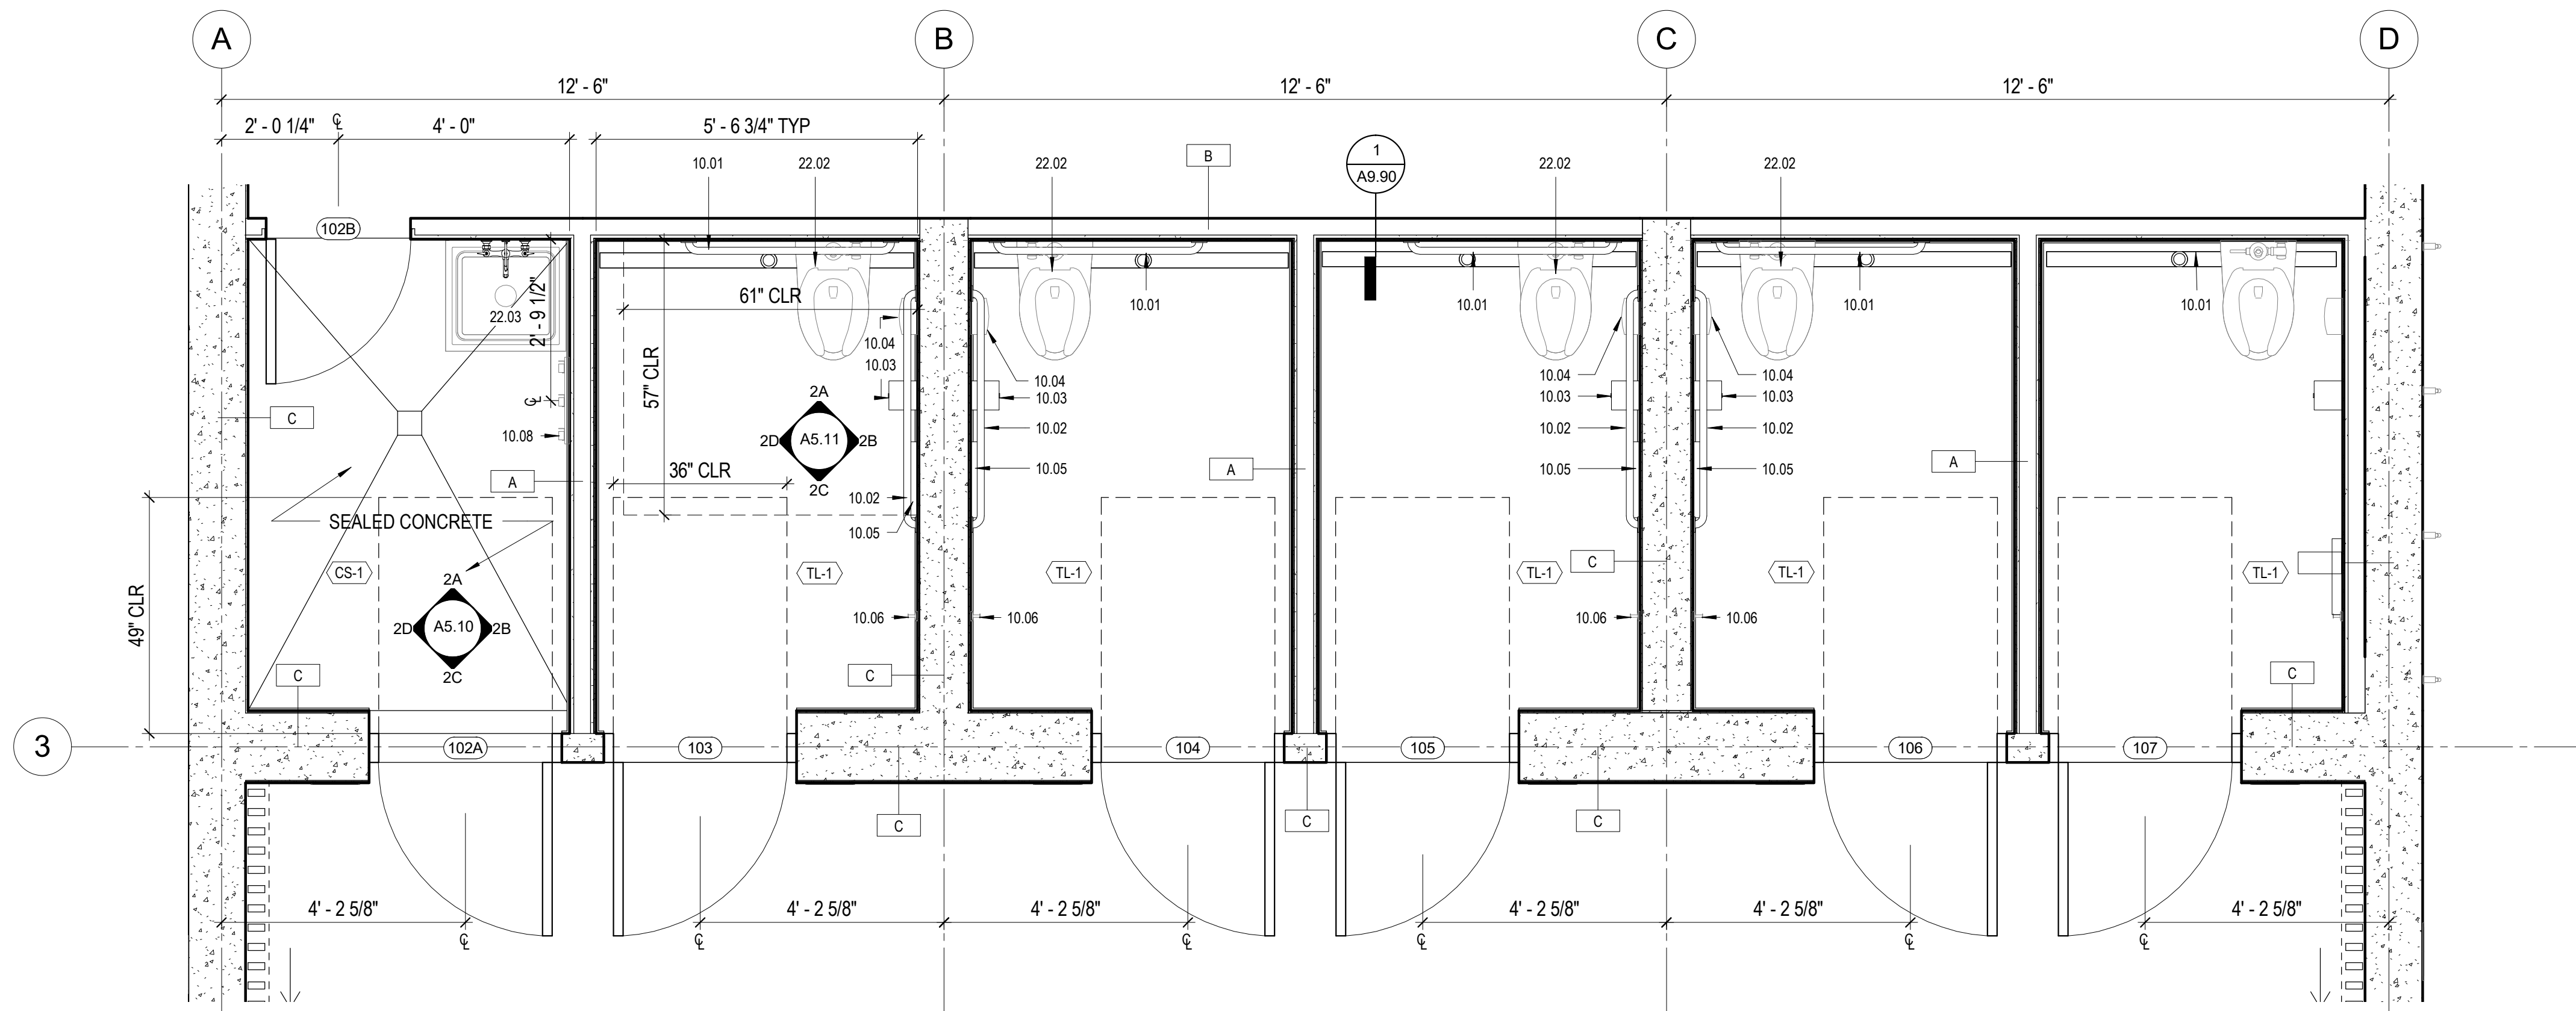 A
B
C
D
12' - 6"
12' - 6"
12' - 6"
2' - 0 1/4"
℄
4' - 0"
5' - 6 3/4" TYP
10.01
22.02
22.02
B
1
A9.90
22.02
22.02
102B
22.03
2' - 9 1/2"
61" CLR
10.01
10.01
10.01
10.01
10.04
10.03
57" CLR
10.04
10.03
10.02
10.05
10.04
10.03
10.02
10.05
10.04
10.03
10.02
10.05
℄
C
10.08
2A
2D
A5.11
2B
2C
A
36" CLR
A
A
10.02
10.05
SEALED CONCRETE
CS-1
TL-1
TL-1
TL-1
C
TL-1
TL-1
49" CLR
2A
2D
A5.10
2B
2C
10.06
10.06
10.06
10.06
C
C
C
3
102A
103
104
105
106
107
C
C
C
4' - 2 5/8"
4' - 2 5/8"
4' - 2 5/8"
4' - 2 5/8"
4' - 2 5/8"
4' - 2 5/8"
℄
℄
℄
℄
℄
℄